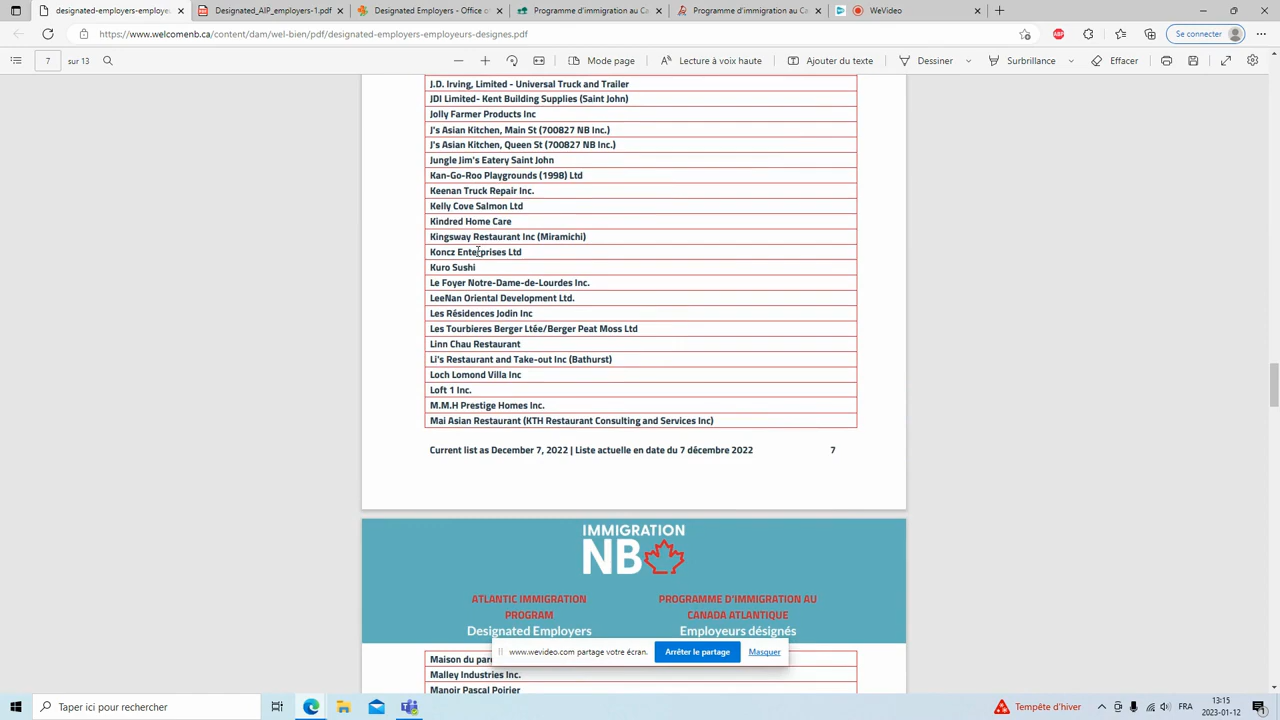 designated-employers-employe
Designated_AIP_employers-1.pdf
Designated Employers - Office o
Programme d'immigration au Ca
Programme d'immigration au Ca
WeVideo
https://www.welcomenb.ca/content/dam/wel-bien/pdf/designated-employers-employeurs-designes.pdf
Se connecter
7 sur 13
Mode page
Lecture à voix haute
Ajouter du texte
Dessiner
Surbrillance
Effacer
J.D. Irving, Limited - Universal Truck and Trailer
JDI Limited- Kent Building Supplies (Saint John)
Jolly Farmer Products Inc
J's Asian Kitchen, Main St (700827 NB Inc.)
J's Asian Kitchen, Queen St (700827 NB Inc.)
Jungle Jim's Eatery Saint John
Kan-Go-Roo Playgrounds (1998) Ltd
Keenan Truck Repair Inc.
Kelly Cove Salmon Ltd
Kindred Home Care
Kingsway Restaurant Inc (Miramichi)
Koncz Enterprises Ltd
Kuro Sushi
Le Foyer Notre-Dame-de-Lourdes Inc.
LeeNan Oriental Development Ltd.
Les Résidences Jodin Inc
Les Tourbieres Berger Ltée/Berger Peat Moss Ltd
Linn Chau Restaurant
Li's Restaurant and Take-out Inc (Bathurst)
Loch Lomond Villa Inc
Loft 1 Inc.
M.M.H Prestige Homes Inc.
Mai Asian Restaurant (KTH Restaurant Consulting and Services Inc)
Current list as December 7, 2022 | Liste actuelle en date du 7 décembre 2022 7
IMMIGRATION
NB
ATLANTIC IMMIGRATION
PROGRAM
Designated Employers
PROGRAMME D'IMMIGRATION AU
CANADA ATLANTIQUE
Employeurs désignés
www.wevideo.com partage votre écran.
Arrêter le partage
Masquer
Maison du par
Malley Industries Inc.
Manoir Pascal Poirier
Taper ici pour rechercher
Tempête d'hiver
FRA
13:15
2023-01-12